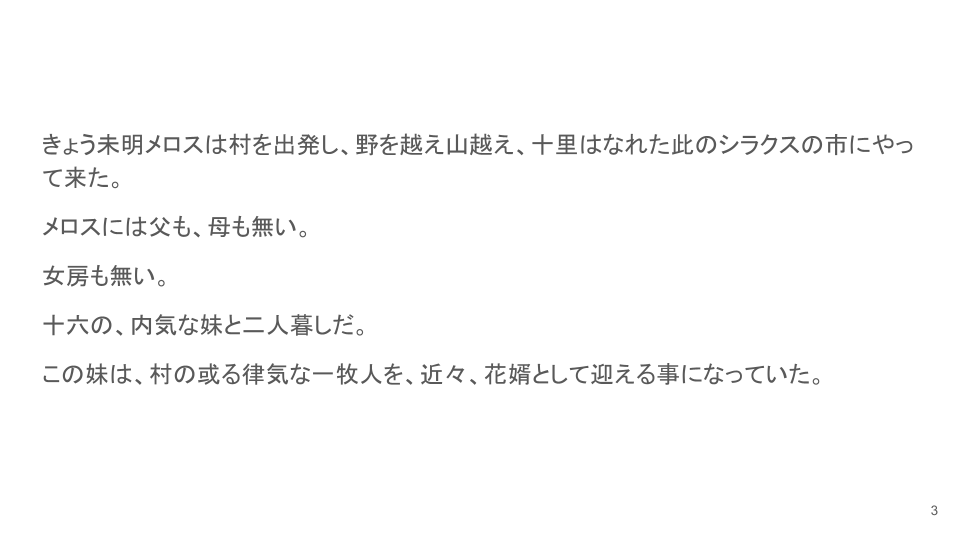 きょう未明メロスは村を出発し、野を越え山越え、十里はなれた此のシラクスの市にやっ
て来た。
メロスには父も、母も無い。
女房も無い。
十六の、内気な妹と二人暮しだ。
この妹は、村の或る律気な一牧人を、近々、花婿として迎える事になっていた。
3